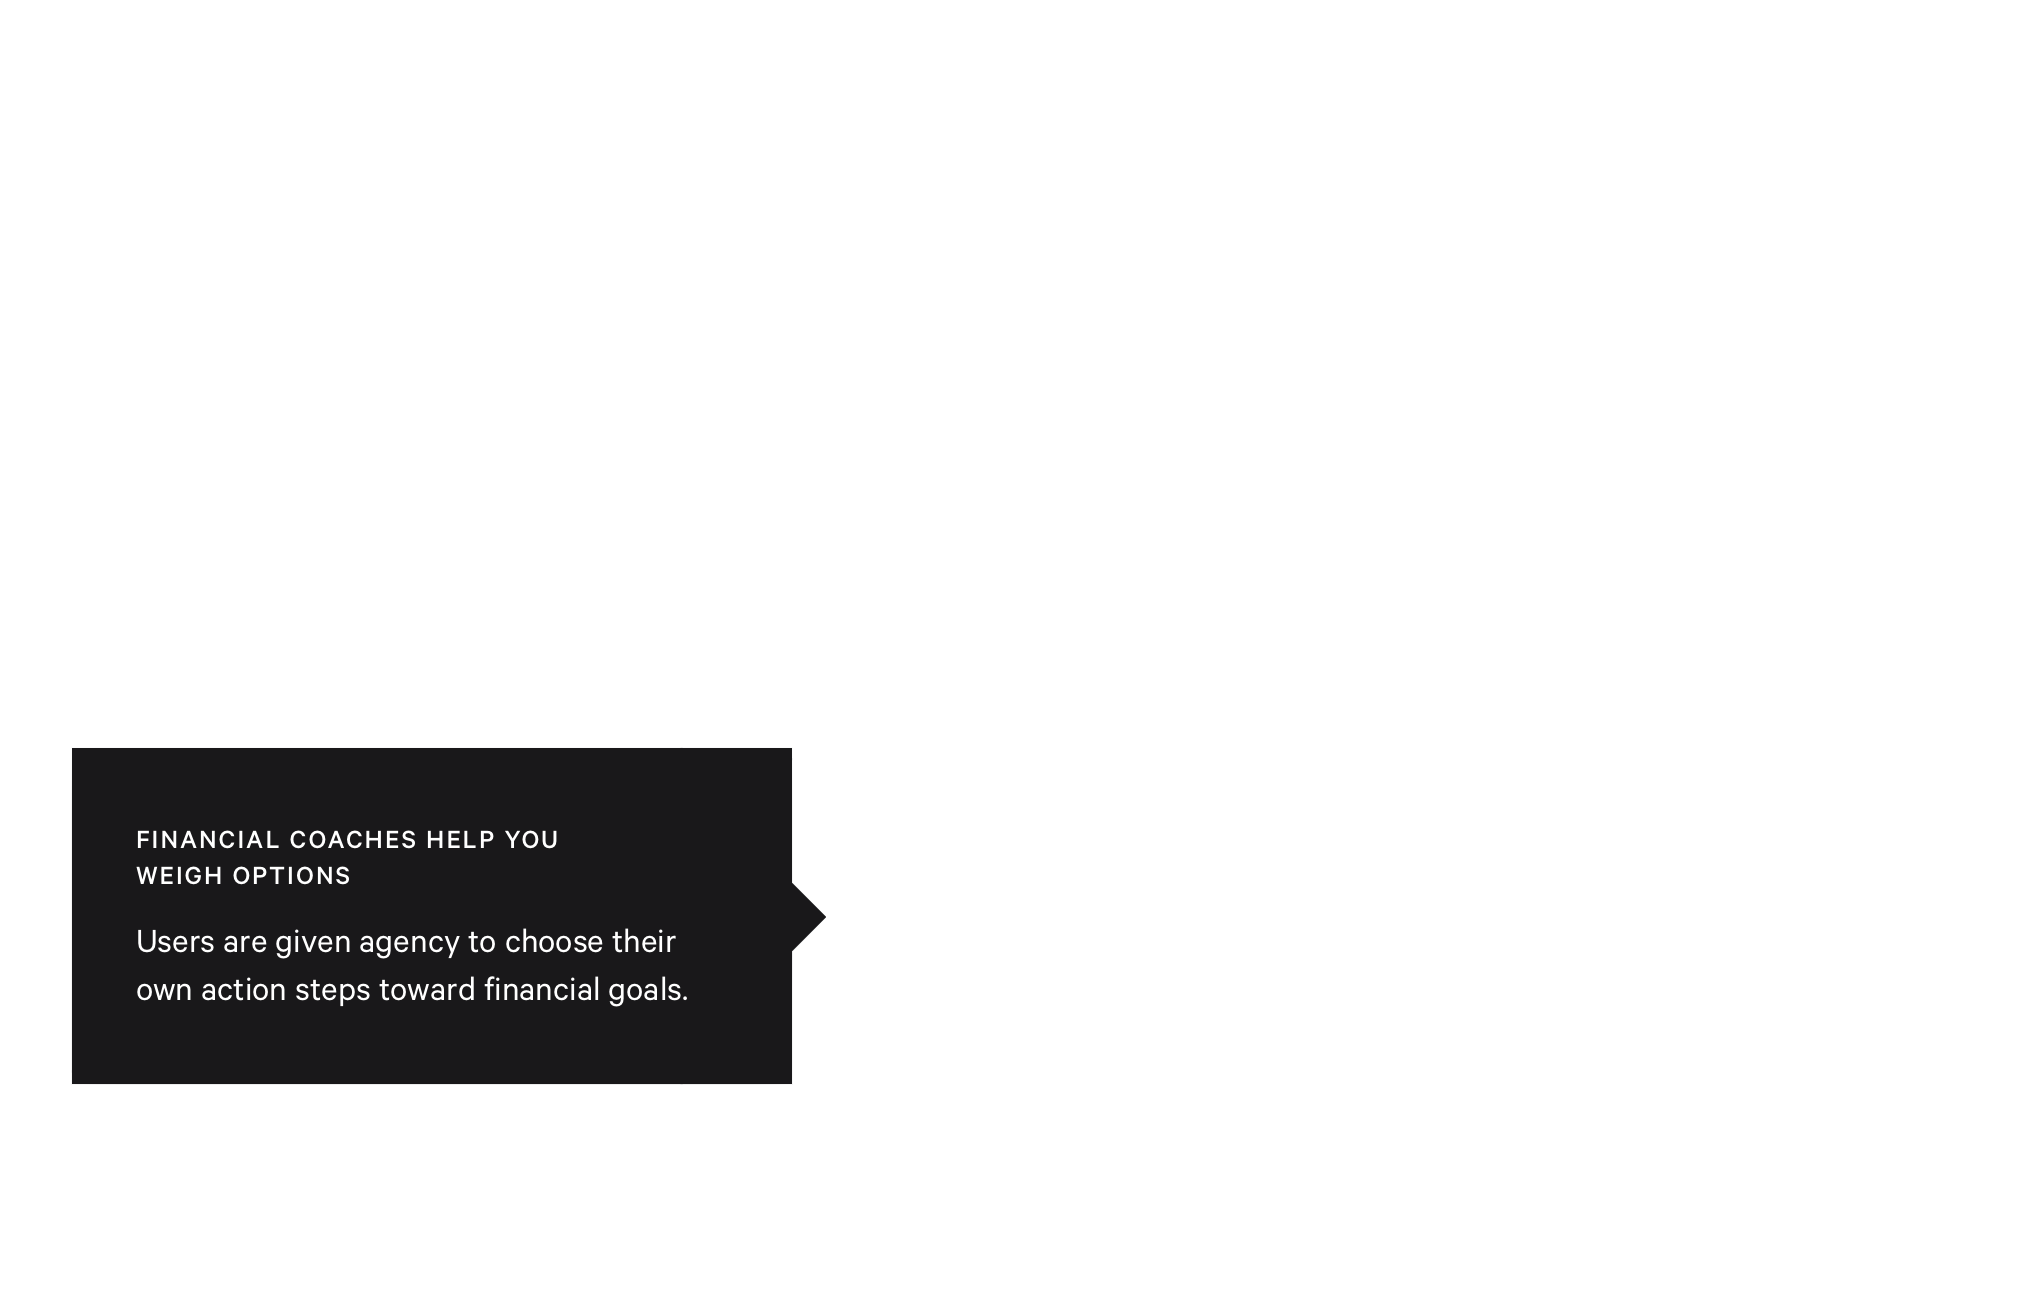 FINANCIAL COACHES HELP YOU
WEIGH OPTIONS
Users are given agency to choose their
own action steps toward financial goals.